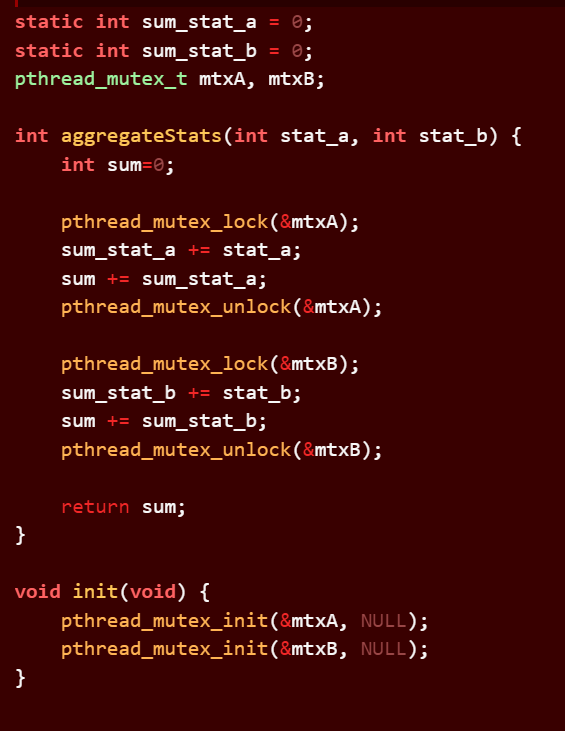 static int sum_stat_a = 0;
static int sum_stat_b = 0;
pthread_mutex_t mtxA, mtxB;

int aggregateStats(int stat_a, int stat_b) {
    int sum=0;

    pthread_mutex_lock(&mtxA);
    sum_stat_a += stat_a;
    sum += sum_stat_a;
    pthread_mutex_unlock(&mtxA);

    pthread_mutex_lock(&mtxB);
    sum_stat_b += stat_b;
    sum += sum_stat_b;
    pthread_mutex_unlock(&mtxB);

    return sum;
}

void init(void) {
    pthread_mutex_init(&mtxA, NULL);
    pthread_mutex_init(&mtxB, NULL);
}